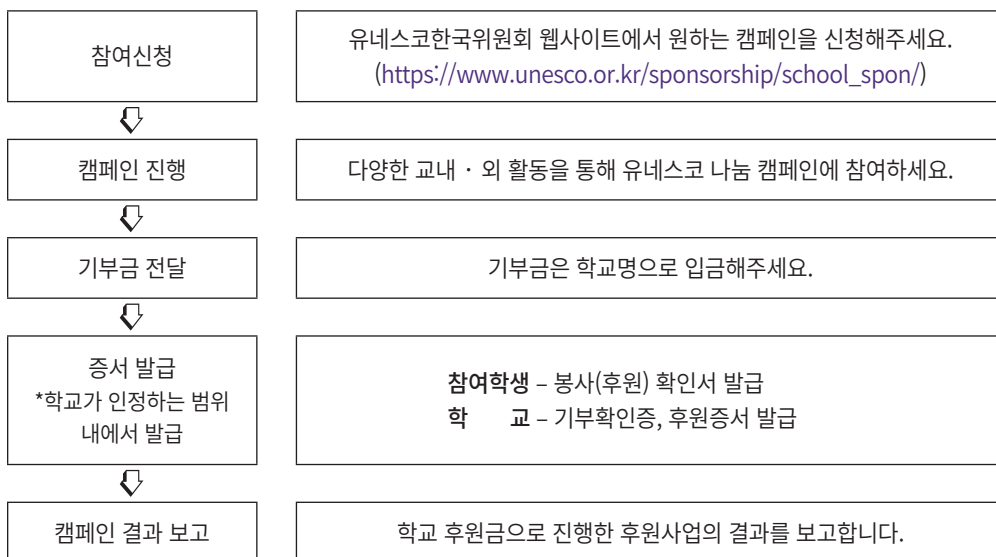 참여신청
유네스코한국위원회 웹사이트에서 원하는 캠페인을 신청해주세요.
(https://www.unesco.or.kr/sponsorship/school_spon/)
캠페인 진행
다양한 교내 · 외 활동을 통해 유네스코 나눔 캠페인에 참여하세요.
기부금 전달
기부금은 학교명으로 입금해주세요.
증서 발급
*학교가 인정하는 범위
내에서 발급
참여학생 – 봉사(후원) 확인서 발급
학 교 – 기부확인증, 후원증서 발급
캠페인 결과 보고
학교 후원금으로 진행한 후원사업의 결과를 보고합니다.